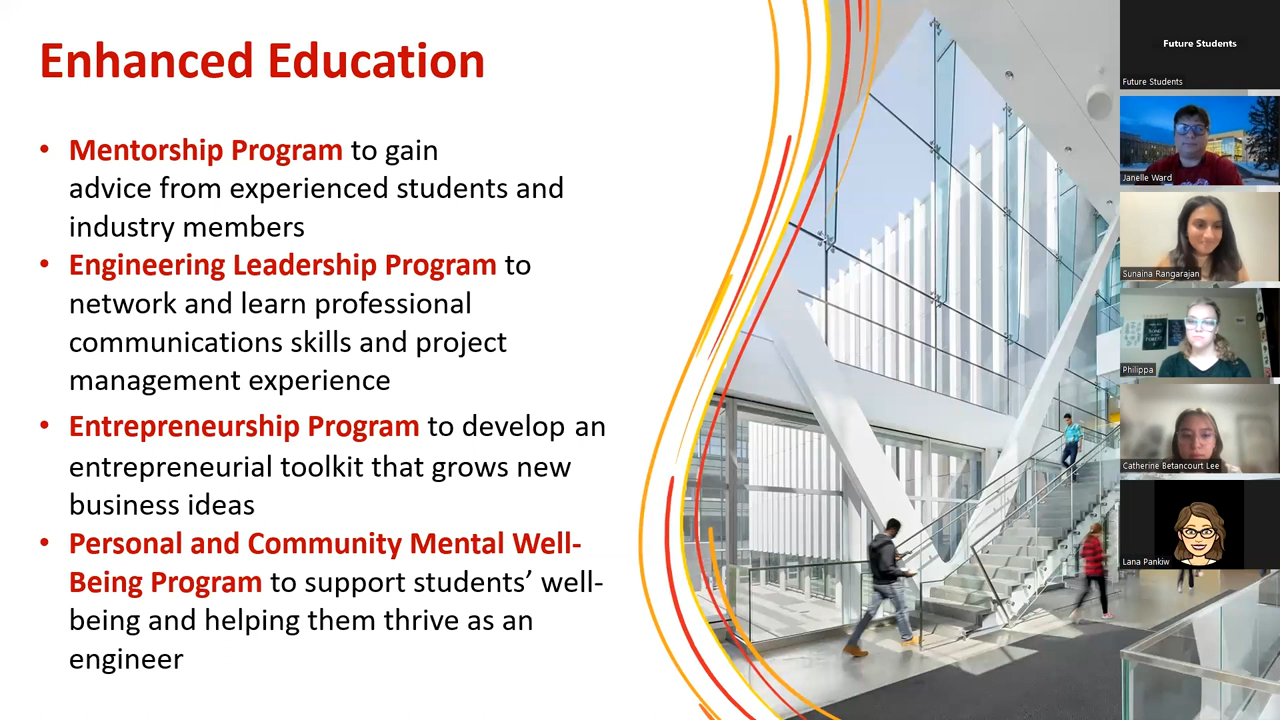 Enhanced Education
• Mentorship Program to gain
advice from experienced students and
industry members
• Engineering Leadership Program to
network and learn professional
communications skills and project
management experience
• Entrepreneurship Program to develop an
entrepreneurial toolkit that grows new
business ideas
• Personal and Community Mental Well-
Being Program to support students’ well-
being and helping them thrive as an
engineer
Future Students
Future Students
Janelle Ward
Sunaina Rangarajan
Philippa
Catherine Betancourt Lee
Lana Pankiw